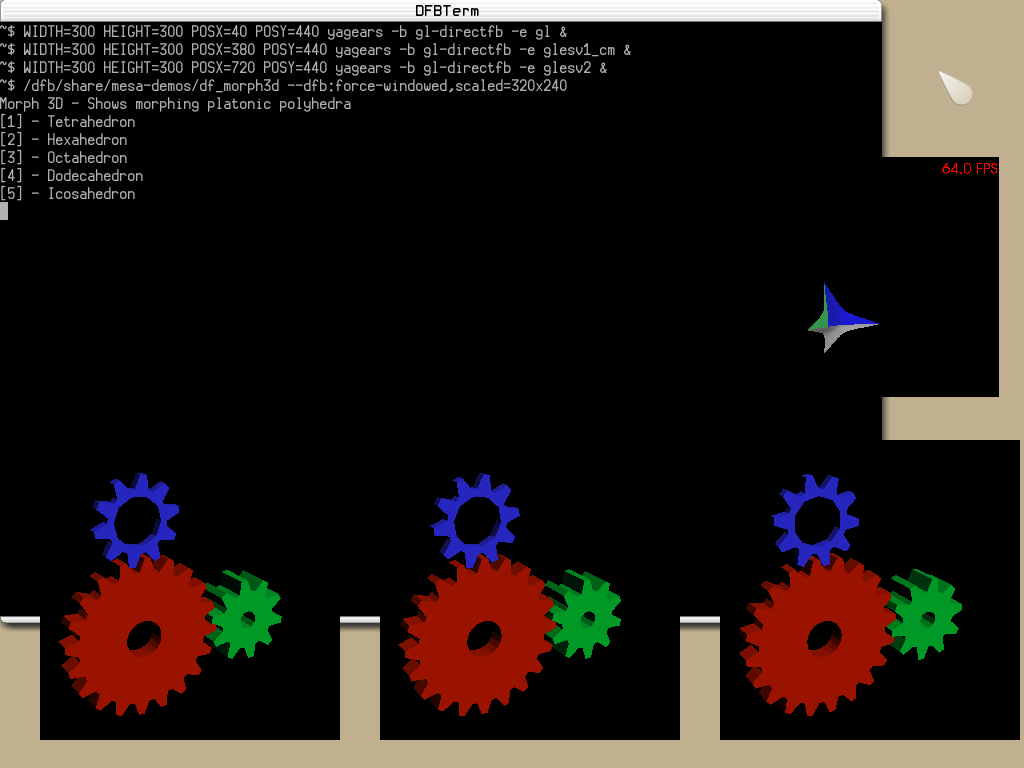 DFBTerm
~$ WIDTH=300 HEIGHT=300 POSX=40 POSY=440 yagears -b gl-directfb -e gl &
~$ WIDTH=300 HEIGHT=300 POSX=380 POSY=440 yagears -b gl-directfb -e glesv1_cm &
~$ WIDTH=300 HEIGHT=300 POSX=720 POSY=440 yagears -b gl-directfb -e glesv2 &
~$ /dfb/share/mesa-demos/df_morph3d --dfb:force-windowed,scaled=320x240
Morph 3D - Shows morphing platonic polyhedra
[1] - Tetrahedron
[2] - Hexahedron
[3] - Octahedron
[4] - Dodecahedron
[5] - Icosahedron
64.0 FPS